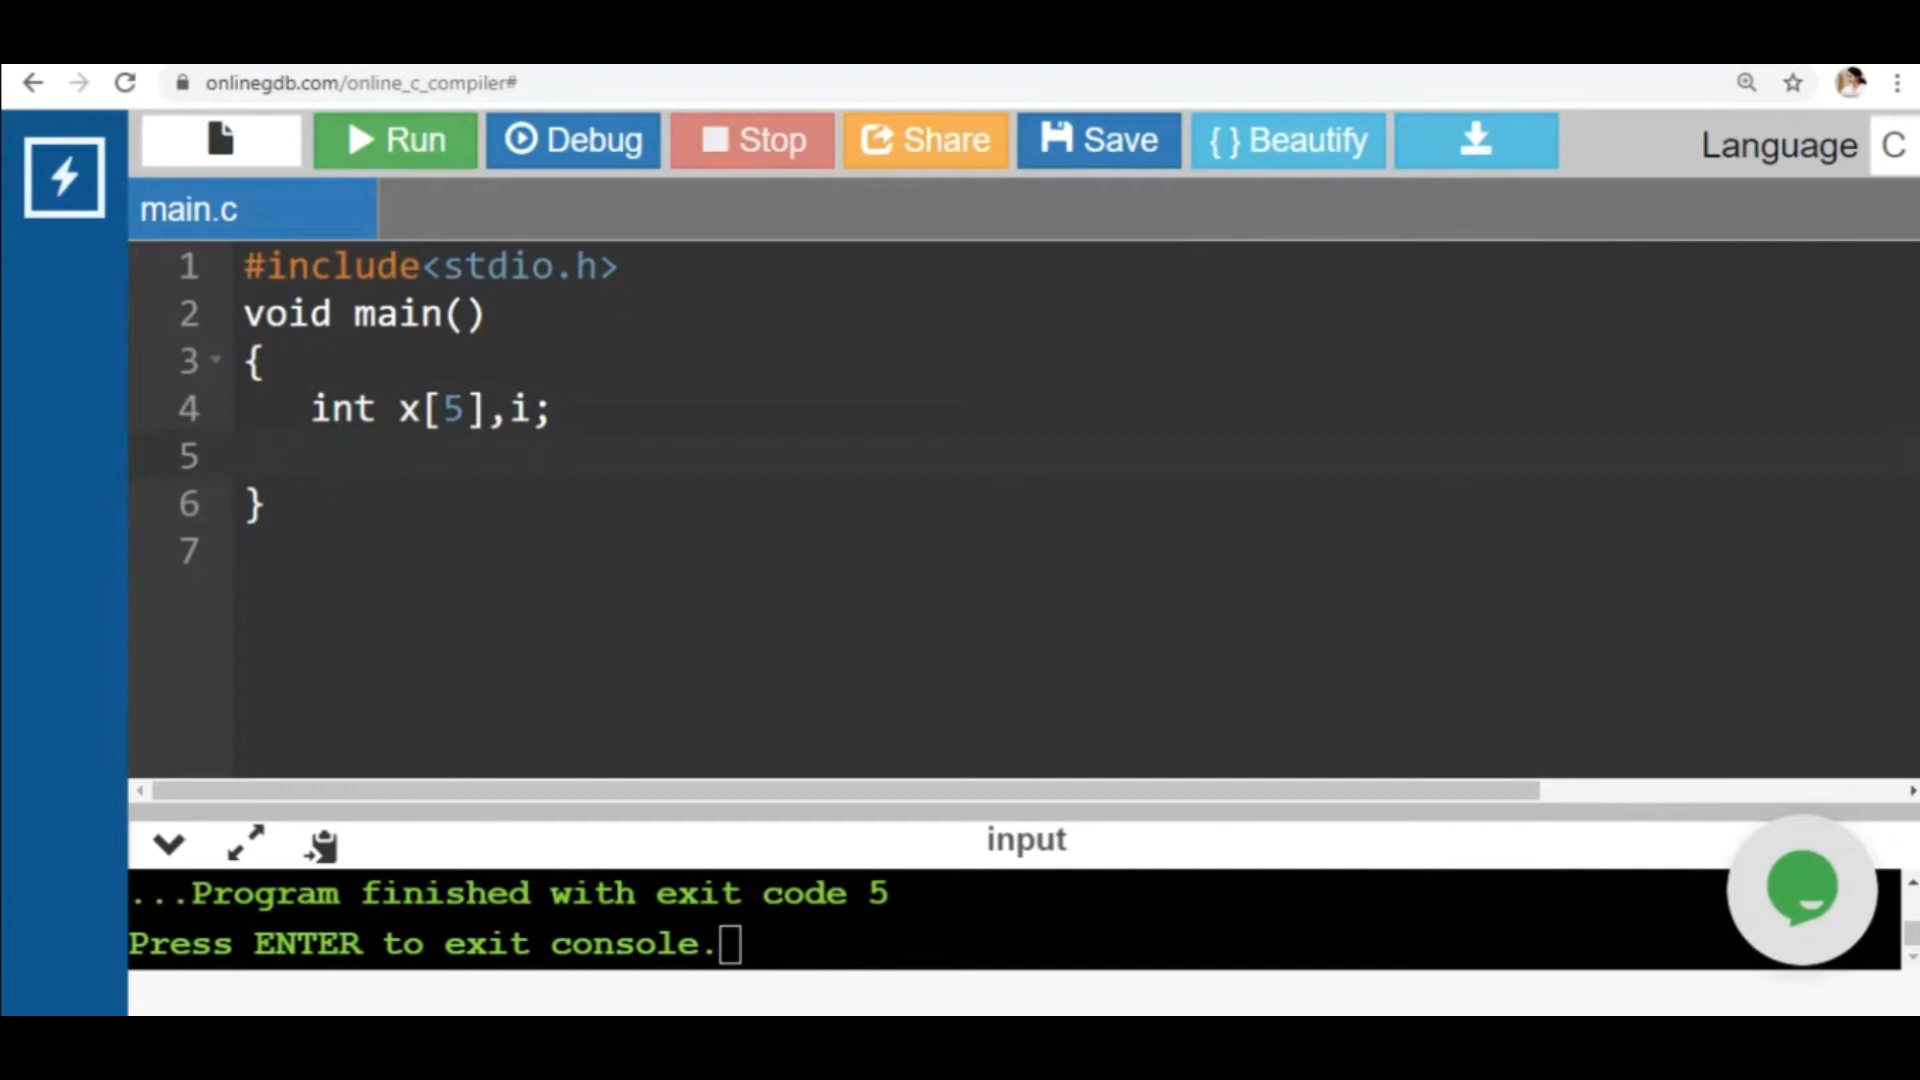 onlinegdb.com/online_c_compiler#
Run Debug Stop Share Save { } Beautify Language C
main.c
1 #include<stdio.h>
2 void main()
3 {
4 int x[5],i;
5
6 }
7
input
...Program finished with exit code 5
Press ENTER to exit console.